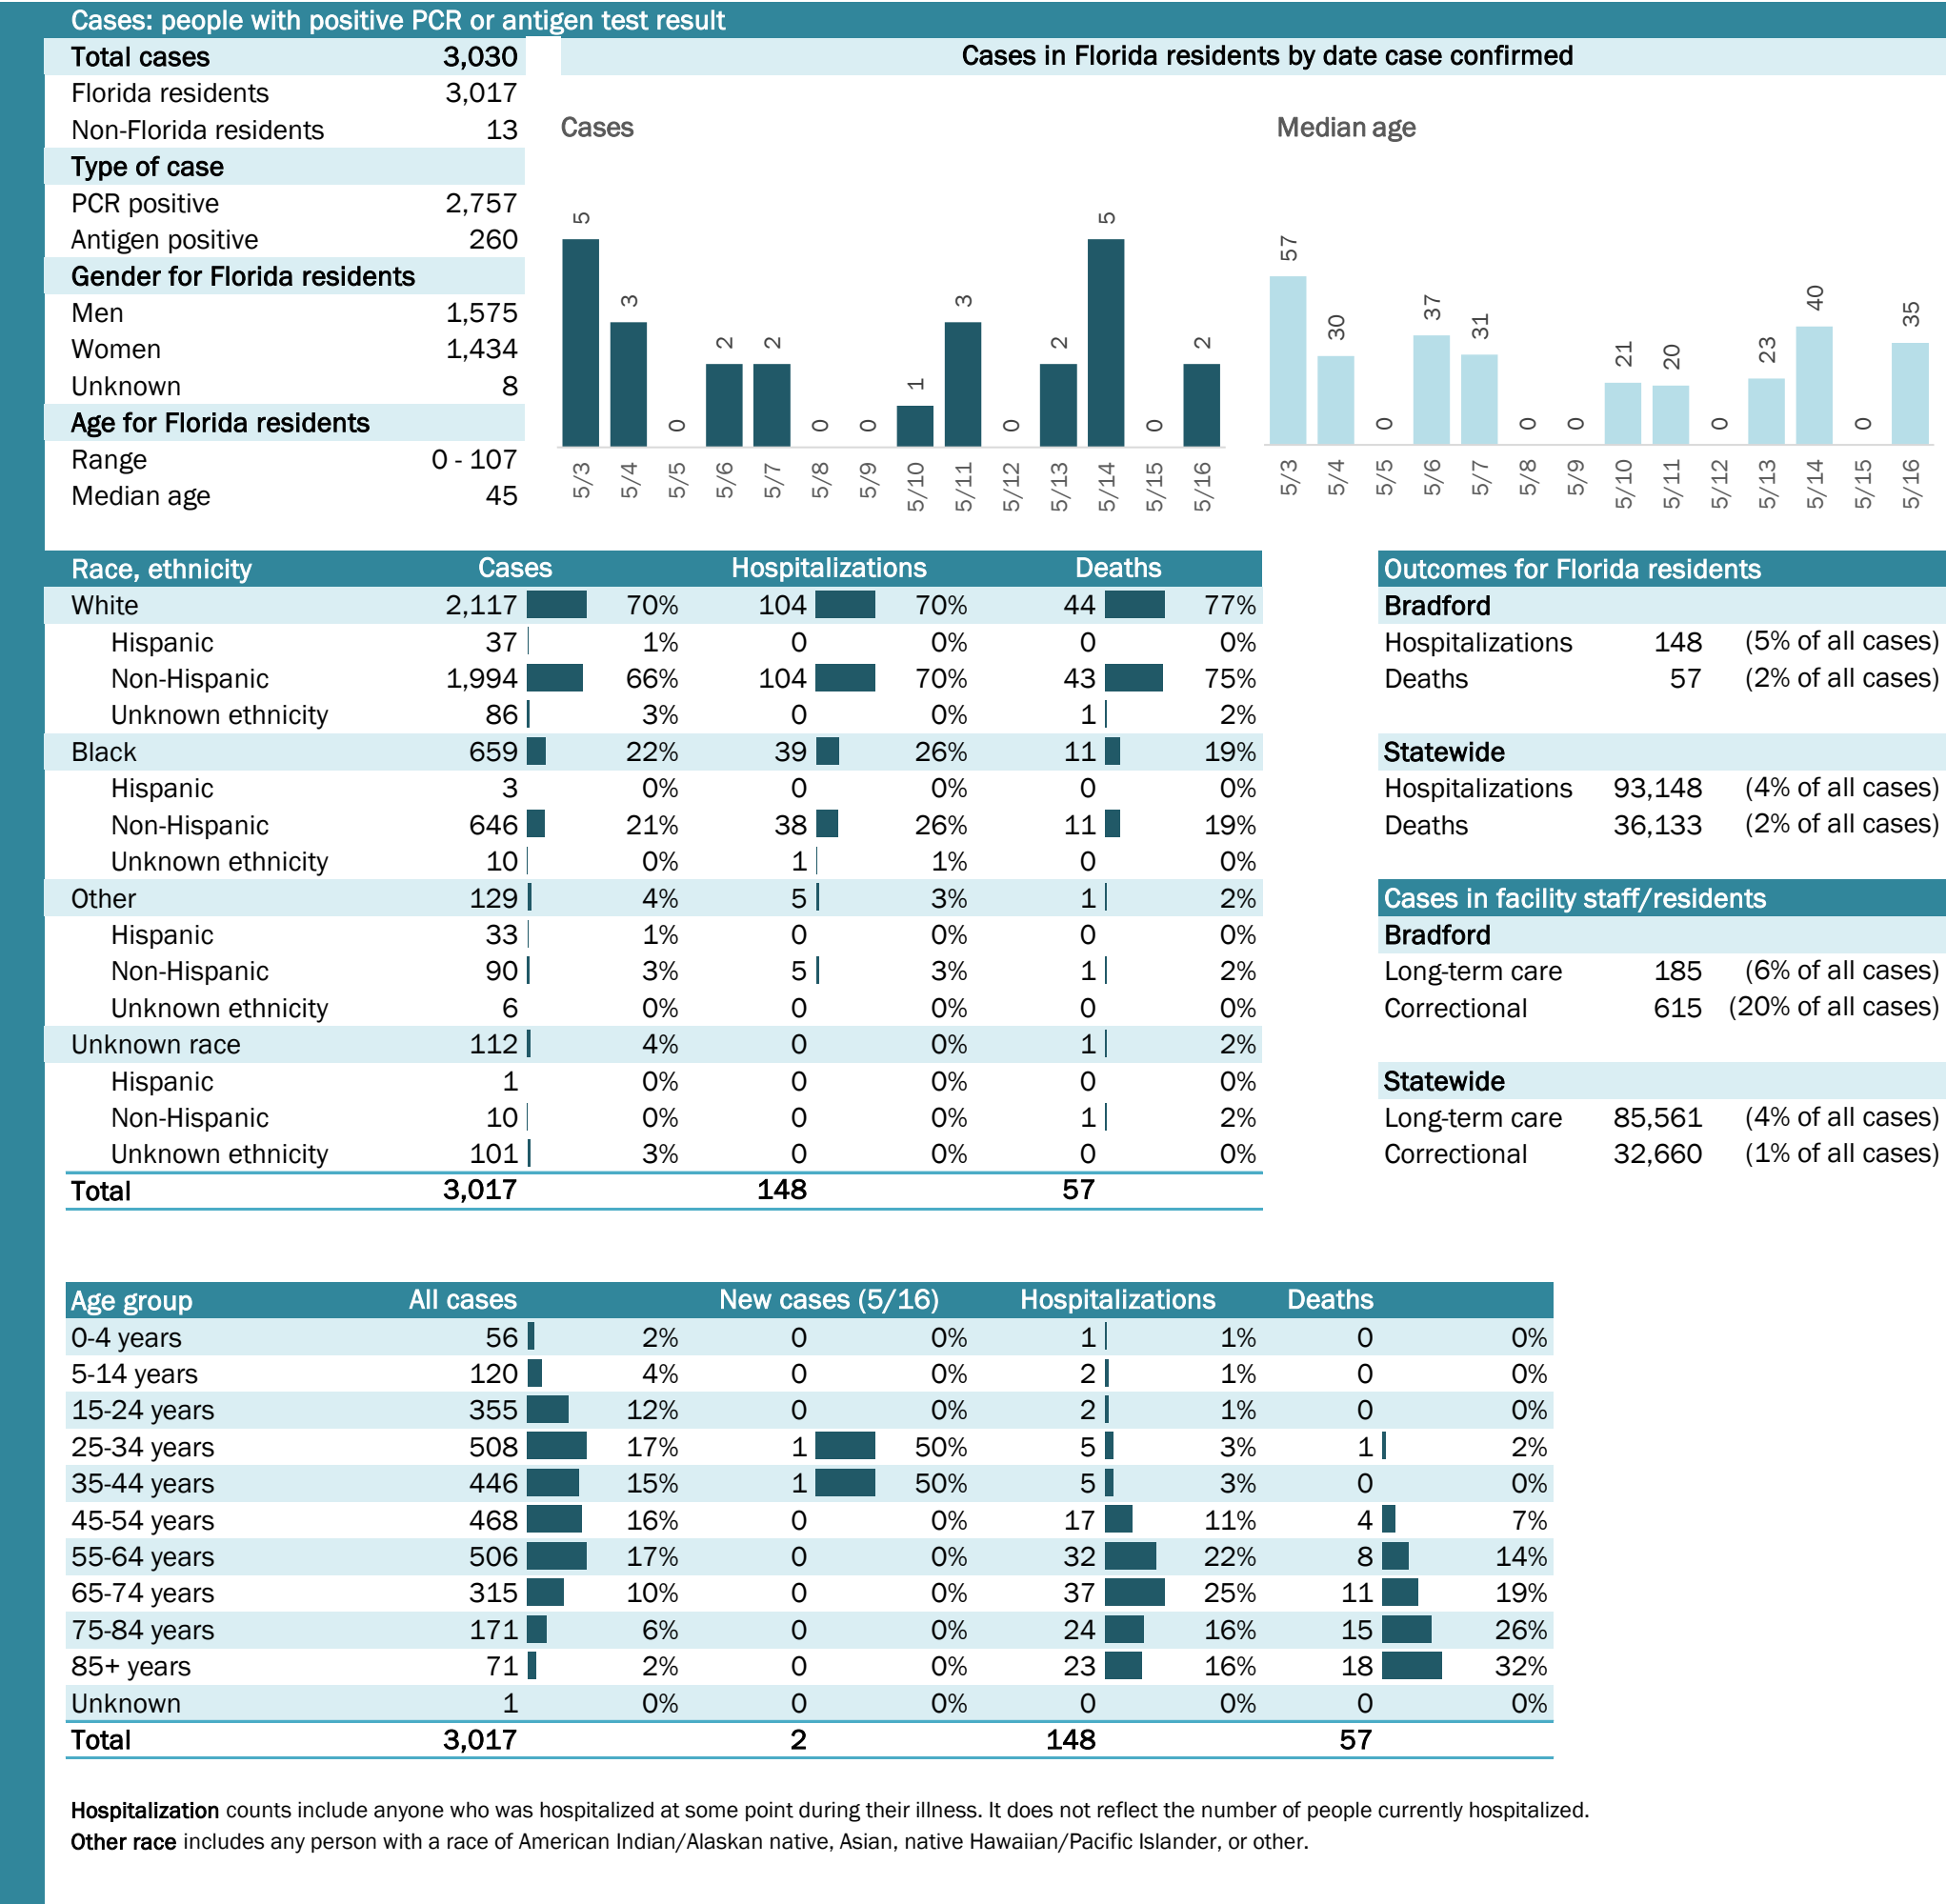 Cases: people with positive PCR or antigen test result
Total cases 3,030
Florida residents 3,017
Non-Florida residents 13
Type of case
PCR positive 2,757
Antigen positive 260
Gender for Florida residents
Men 1,575
Women 1,434
Unknown 8
Age for Florida residents
Range 0 - 107
Median age 45
Cases in Florida residents by date case confirmed
Cases
5 3 0 2 2 0 0 1 3 0 2 5 0 2
5/3 5/4 5/5 5/6 5/7 5/8 5/9 5/10 5/11 5/12 5/13 5/14 5/15 5/16
Median age
57 30 0 37 31 0 0 21 20 0 23 40 0 35
5/3 5/4 5/5 5/6 5/7 5/8 5/9 5/10 5/11 5/12 5/13 5/14 5/15 5/16
Race, ethnicity Cases Hospitalizations Deaths
White 2,117 70% 104 70% 44 77%
Hispanic 37 1% 0 0% 0 0%
Non-Hispanic 1,994 66% 104 70% 43 75%
Unknown ethnicity 86 3% 0 0% 1 2%
Black 659 22% 39 26% 11 19%
Hispanic 3 0% 0 0% 0 0%
Non-Hispanic 646 21% 38 26% 11 19%
Unknown ethnicity 10 0% 1 1% 0 0%
Other 129 4% 5 3% 1 2%
Hispanic 33 1% 0 0% 0 0%
Non-Hispanic 90 3% 5 3% 1 2%
Unknown ethnicity 6 0% 0 0% 0 0%
Unknown race 112 4% 0 0% 1 2%
Hispanic 1 0% 0 0% 0 0%
Non-Hispanic 10 0% 0 0% 1 2%
Unknown ethnicity 101 3% 0 0% 0 0%
Total 3,017 148 57
Outcomes for Florida residents
Bradford
Hospitalizations 148 (5% of all cases)
Deaths 57 (2% of all cases)
Statewide
Hospitalizations 93,148 (4% of all cases)
Deaths 36,133 (2% of all cases)
Cases in facility staff/residents
Bradford
Long-term care 185 (6% of all cases)
Correctional 615 (20% of all cases)
Statewide
Long-term care 85,561 (4% of all cases)
Correctional 32,660 (1% of all cases)
Age group All cases New cases (5/16) Hospitalizations Deaths
0-4 years 56 2% 0 0% 1 1% 0 0%
5-14 years 120 4% 0 0% 2 1% 0 0%
15-24 years 355 12% 0 0% 2 1% 0 0%
25-34 years 508 17% 1 50% 5 3% 1 2%
35-44 years 446 15% 1 50% 5 3% 0 0%
45-54 years 468 16% 0 0% 17 11% 4 7%
55-64 years 506 17% 0 0% 32 22% 8 14%
65-74 years 315 10% 0 0% 37 25% 11 19%
75-84 years 171 6% 0 0% 24 16% 15 26%
85+ years 71 2% 0 0% 23 16% 18 32%
Unknown 1 0% 0 0% 0 0% 0 0%
Total 3,017 2 148 57
Hospitalization counts include anyone who was hospitalized at some point during their illness. It does not reflect the number of people currently hospitalized.
Other race includes any person with a race of American Indian/Alaskan native, Asian, native Hawaiian/Pacific Islander, or other.